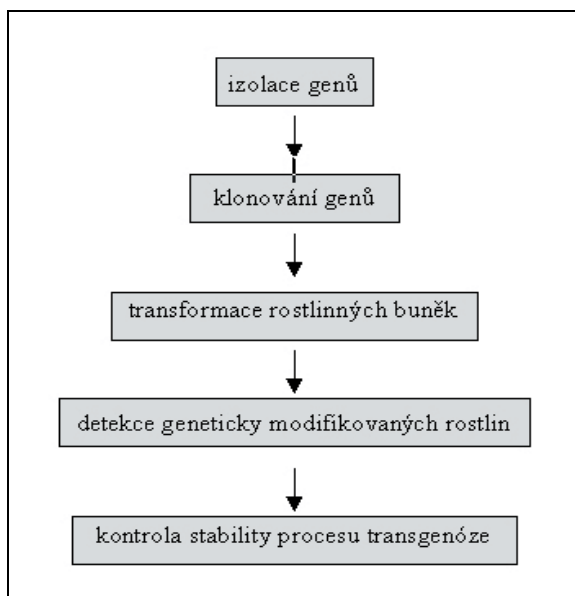 izolace genů
klonování genů
transformace rostlinných buněk
detekce geneticky modifikovaných rostlin
kontrola stability procesu transgenóze